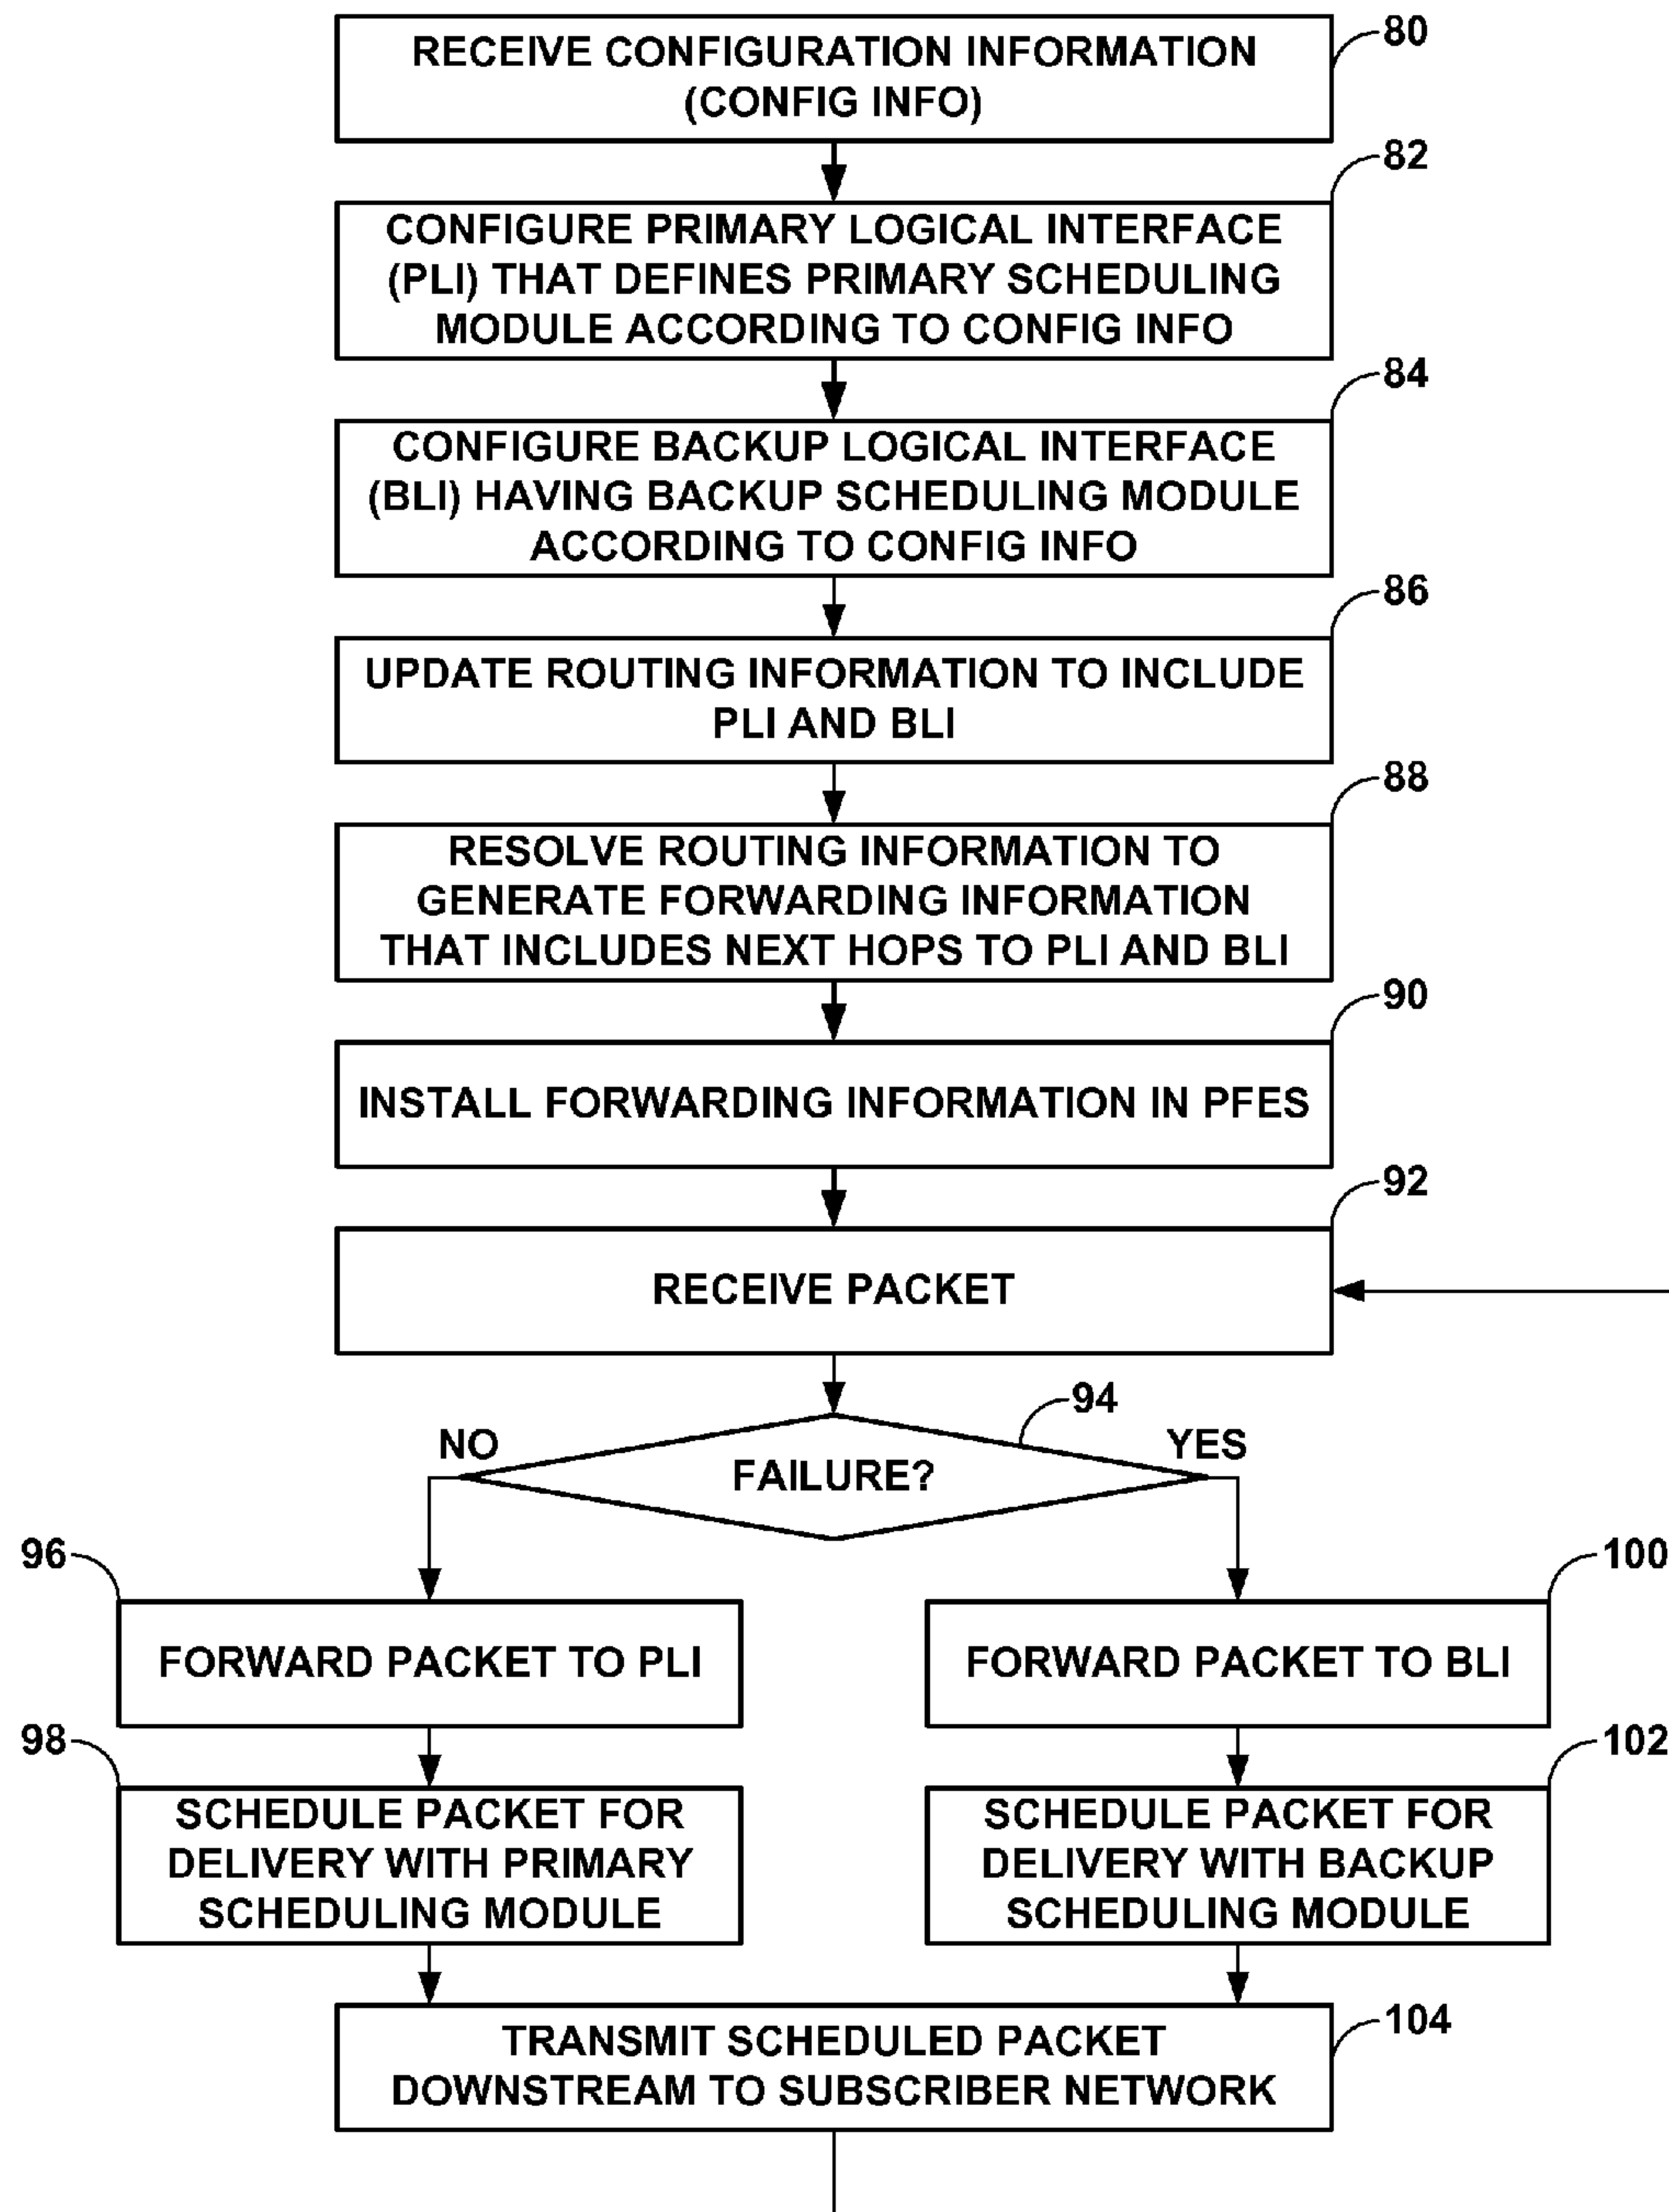 RECEIVE CONFIGURATION INFORMATION
(CONFIG INFO)
80
CONFIGURE PRIMARY LOGICAL INTERFACE
(PLI) THAT DEFINES PRIMARY SCHEDULING
MODULE ACCORDING TO CONFIG INFO
82
CONFIGURE BACKUP LOGICAL INTERFACE
(BLI) HAVING BACKUP SCHEDULING MODULE
ACCORDING TO CONFIG INFO
84
UPDATE ROUTING INFORMATION TO INCLUDE
PLI AND BLI
86
RESOLVE ROUTING INFORMATION TO
GENERATE FORWARDING INFORMATION
THAT INCLUDES NEXT HOPS TO PLI AND BLI
88
INSTALL FORWARDING INFORMATION IN PFES
90
RECEIVE PACKET
92
FAILURE?
94
NO
YES
FORWARD PACKET TO PLI
96
SCHEDULE PACKET FOR
DELIVERY WITH PRIMARY
SCHEDULING MODULE
98
FORWARD PACKET TO BLI
100
SCHEDULE PACKET FOR
DELIVERY WITH BACKUP
SCHEDULING MODULE
102
TRANSMIT SCHEDULED PACKET
DOWNSTREAM TO SUBSCRIBER NETWORK
104